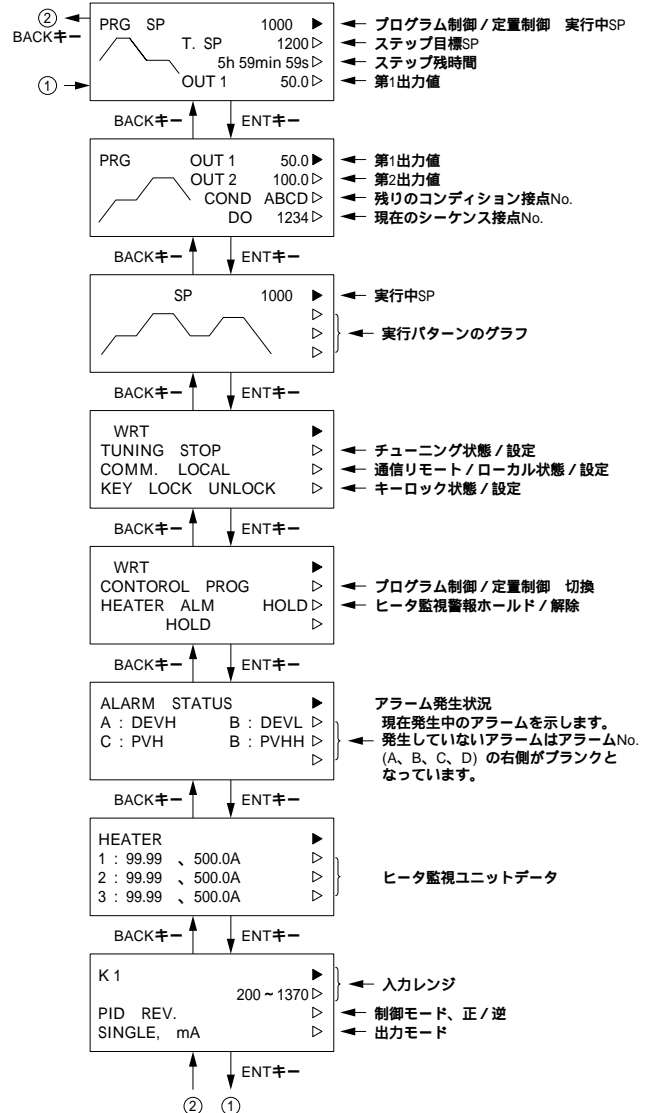 ② BACKキー
PRG SP 1000 ▶ プログラム制御 / 定置制御 実行中SP
T. SP 1200▷ ステップ目標SP
5h 59min 59s▷ ステップ残時間
① OUT 1 50.0▷ 第1出力値
BACKキー ENTキー
PRG OUT 1 50.0▶ 第1出力値
OUT 2 100.0▷ 第2出力値
COND ABCD▷ 残りのコンディション接点No.
DO 1234▷ 現在のシーケンス接点No.
BACKキー ENTキー
SP 1000 ▶ 実行中SP
▷
▷ 実行パターンのグラフ
▷
BACKキー ENTキー
WRT ▶
TUNING STOP ▷ チューニング状態 / 設定
COMM. LOCAL ▷ 通信リモート / ローカル状態 / 設定
KEY LOCK UNLOCK ▷ キーロック状態 / 設定
BACKキー ENTキー
WRT ▶
CONTOROL PROG ▷ プログラム制御 / 定置制御 切換
HEATER ALM HOLD▷ ヒータ監視警報ホールド / 解除
HOLD ▷
BACKキー ENTキー
ALARM STATUS ▶ アラーム発生状況
A : DEVH B : DEVL ▷ 現在発生中のアラームを示します。
C : PVH B : PVHH ▷ 発生していないアラームはアラームNo.
▷ (A、B、C、D) の右側がブランクと
なっています。
BACKキー ENTキー
HEATER ▶
1 : 99.99 、500.0A ▷
2 : 99.99 、500.0A ▷ ヒータ監視ユニットデータ
3 : 99.99 、500.0A ▷
BACKキー ENTキー
K 1 ▶ 入力レンジ
200 ~ 1370▷
PID REV. ▷ 制御モード、正 / 逆
SINGLE, mA ▷ 出力モード
ENTキー
② ①